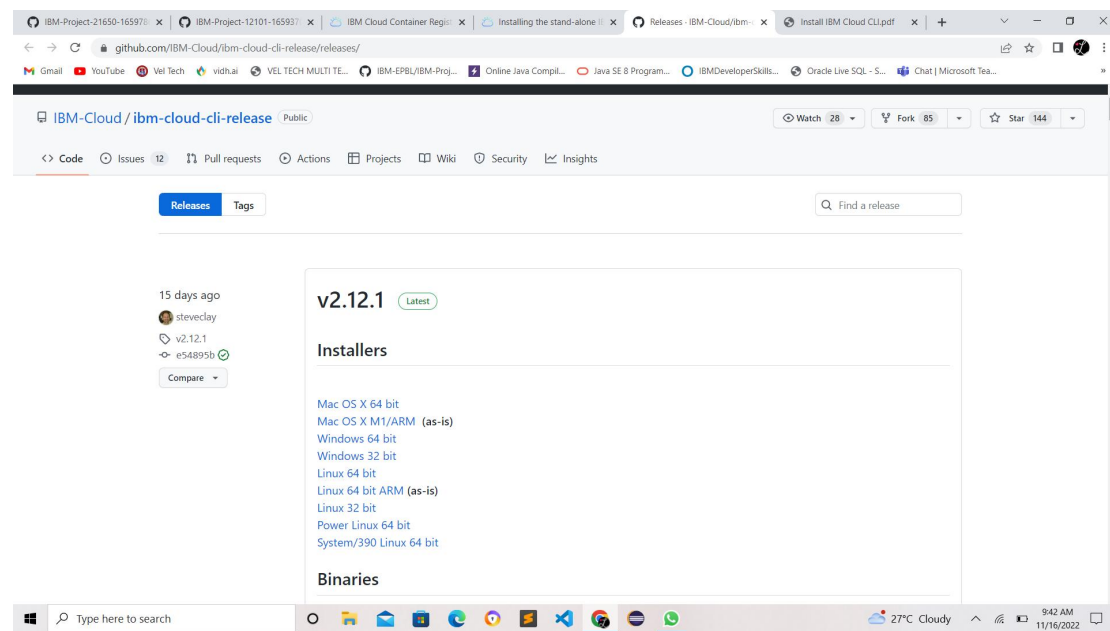 IBM-Project-21650-165978 IBM-Project-12101-165937 IBM Cloud Container Regist Installing the stand-alone I Releases · IBM-Cloud/ibm-c Install IBM Cloud CLI.pdf
github.com/IBM-Cloud/ibm-cloud-cli-release/releases/
Gmail YouTube Vel Tech vidh.ai VEL TECH MULTI TE... IBM-EPBL/IBM-Proj... Online Java Compil... Java SE 8 Program... IBMDeveloperSkills... Oracle Live SQL - S... Chat | Microsoft Tea... »
IBM-Cloud / ibm-cloud-cli-release Public Watch 28 Fork 85 Star 144
Code Issues 12 Pull requests Actions Projects Wiki Security Insights
Releases Tags Find a release
15 days ago
steveclay
v2.12.1
e54895b
Compare
v2.12.1 Latest
Installers
Mac OS X 64 bit
Mac OS X M1/ARM (as-is)
Windows 64 bit
Windows 32 bit
Linux 64 bit
Linux 64 bit ARM (as-is)
Linux 32 bit
Power Linux 64 bit
System/390 Linux 64 bit
Binaries
Type here to search 27°C Cloudy 9:42 AM
11/16/2022